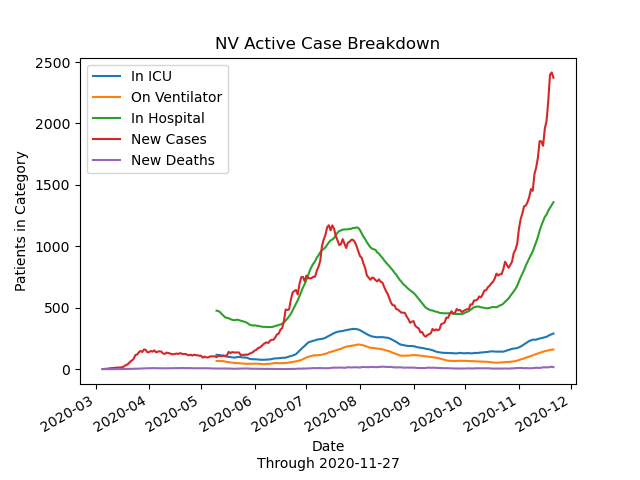 NV Active Case Breakdown
In ICU
On Ventilator
In Hospital
New Cases
New Deaths
Patients in Category
2500
2000
1500
1000
500
0
2020-03
2020-04
2020-05
2020-06
2020-07
2020-08
2020-09
2020-10
2020-11
2020-12
Date
Through 2020-11-27